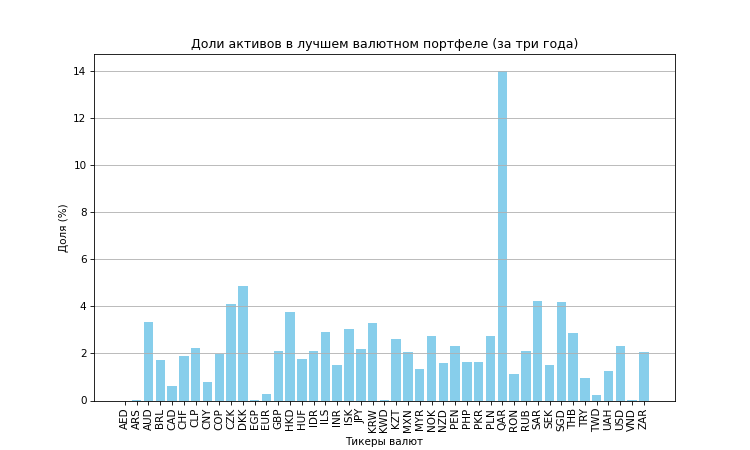 Доли активов в лучшем валютном портфеле (за три года)
Доля (%)
14
12
10
8
6
4
2
0
AED ARS AUD BRL CAD CHF CLP CNY COP CZK DKK EGP EUR GBP HKD HUF IDR ILS INR ISK JPY KRW KWD KZT MXN MYR NOK NZD PEN PHP PKR PLN QAR RON RUB SAR SEK SGD THB TRY TWD UAH USD VND ZAR
Тикеры валют